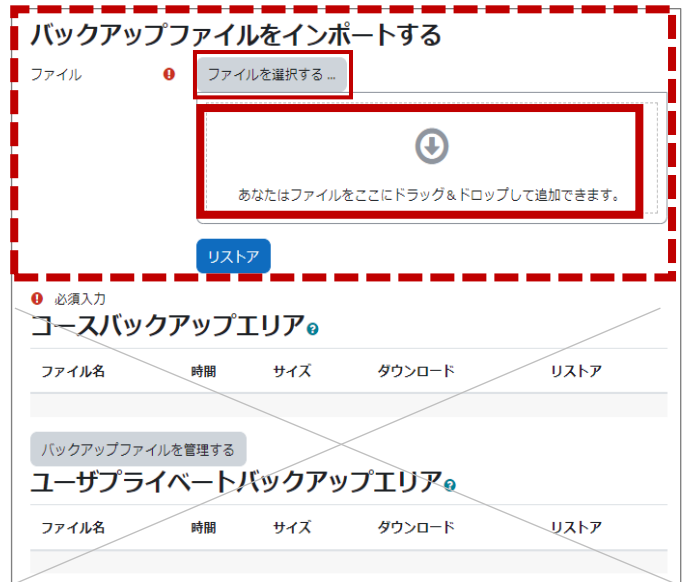 バックアップファイルをインポートする
ファイル ファイルを選択する ...
あなたはファイルをここにドラッグ&ドロップして追加できます。
リストア
必須入力
コースバックアップエリア
ファイル名 時間 サイズ ダウンロード リストア
バックアップファイルを管理する
ユーザプライベートバックアップエリア
ファイル名 時間 サイズ ダウンロード リストア